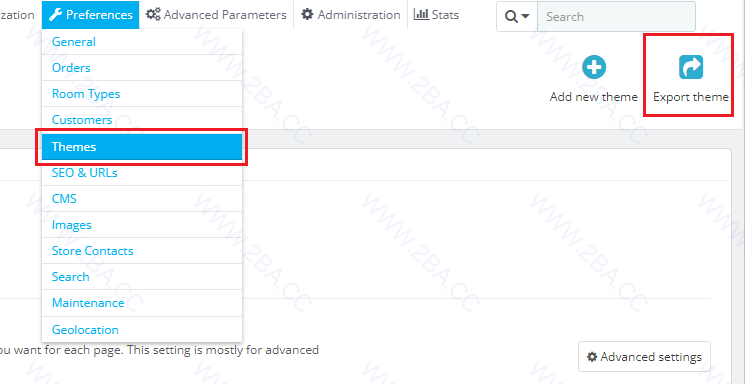 zation Preferences Advanced Parameters Administration Stats Search
General
Orders
Add new theme Export theme
Room Types
Customers
Themes
SEO & URLs
CMS
Images
Store Contacts
Search
Maintenance
Geolocation
ou want for each page. This setting is mostly for advanced
Advanced settings
WWW.2BA.CC